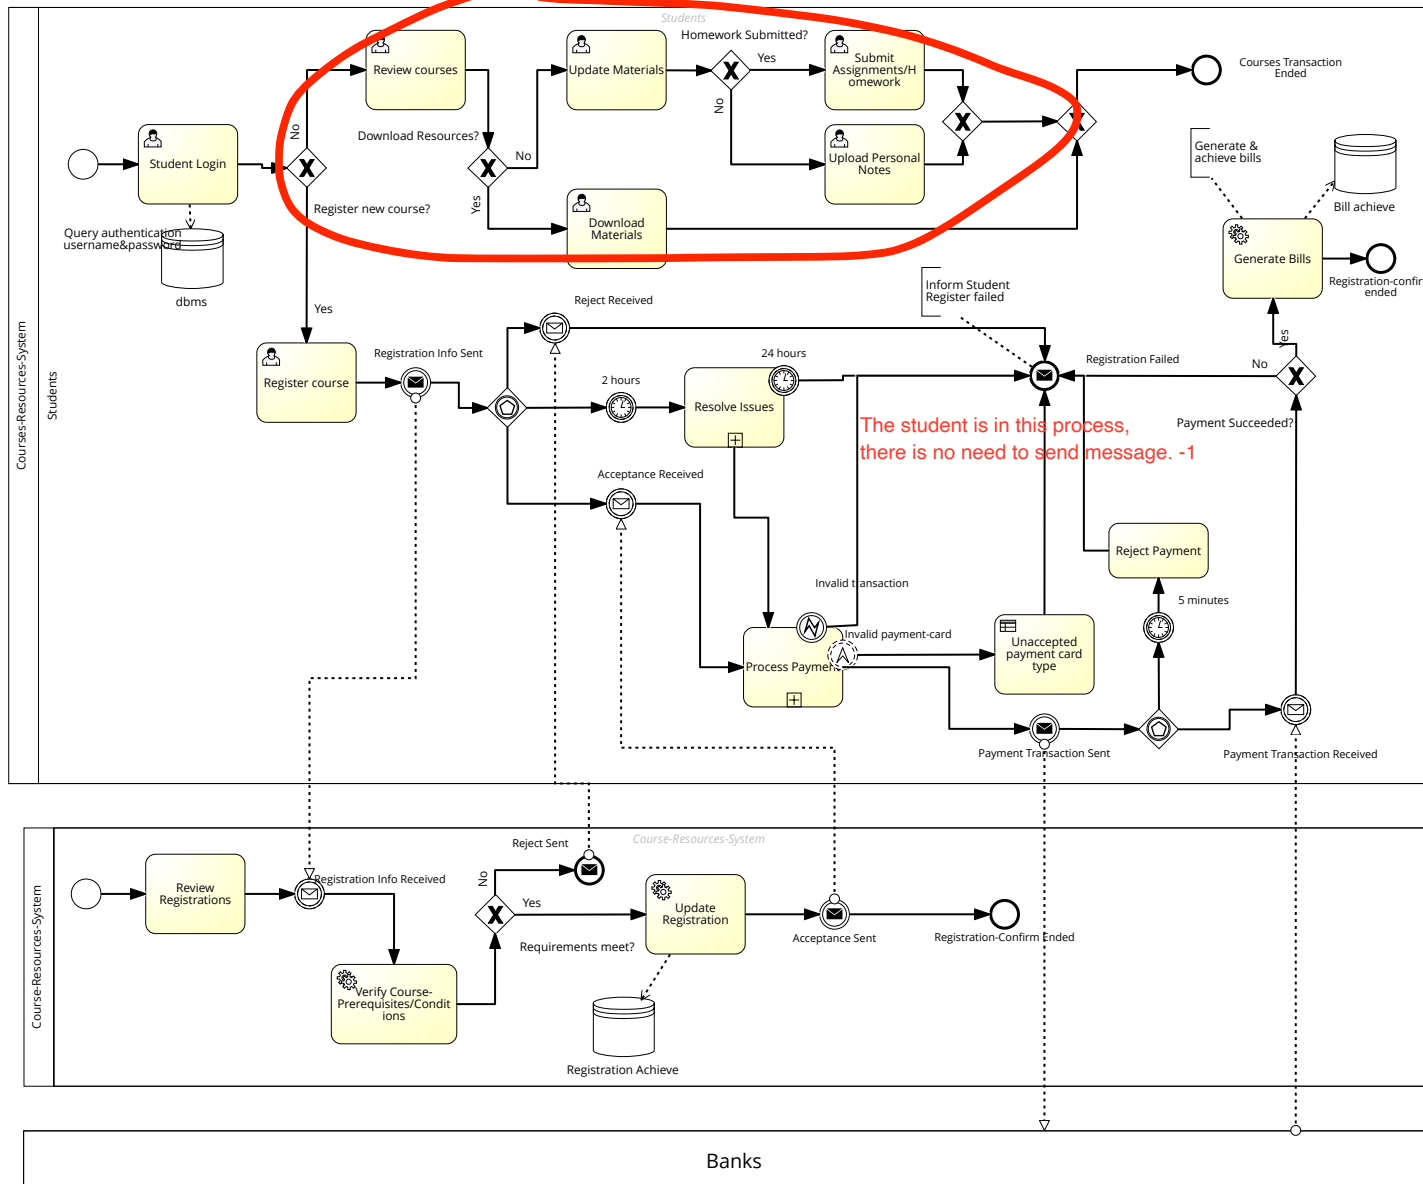 Students
Homework Submitted?
Review courses
Update Materials
Yes
Submit
Assignments/H
omework
Courses Transaction
Ended
No
No
Download Resources?
No
Student Login
Generate &
achieve bills
Upload Personal
Notes
Yes
Register new course?
Bill achieve
Download
Materials
Query authentication
username&password
Generate Bills
dbms
Inform Student
Register failed
Registration-confir
ended
Reject Received
Yes
Courses-Resources-System
Students
Yes
Registration Info Sent
24 hours
Registration Failed
No
2 hours
Register course
Resolve Issues
Payment Succeeded?
The student is in this process,
there is no need to send message. -1
Acceptance Received
Reject Payment
Invalid transaction
5 minutes
Invalid payment-card
Unaccepted
payment card
type
Process Payment
Payment Transaction Sent
Payment Transaction Received
Course-Resources-System
Reject Sent
Course-Resources-System
Review
Registrations
Registration Info Received
No
Yes
Update
Registration
Requirements meet?
Acceptance Sent
Registration-Confirm Ended
Verify Course-
Prerequisites/Condit
ions
Registration Achieve
Banks